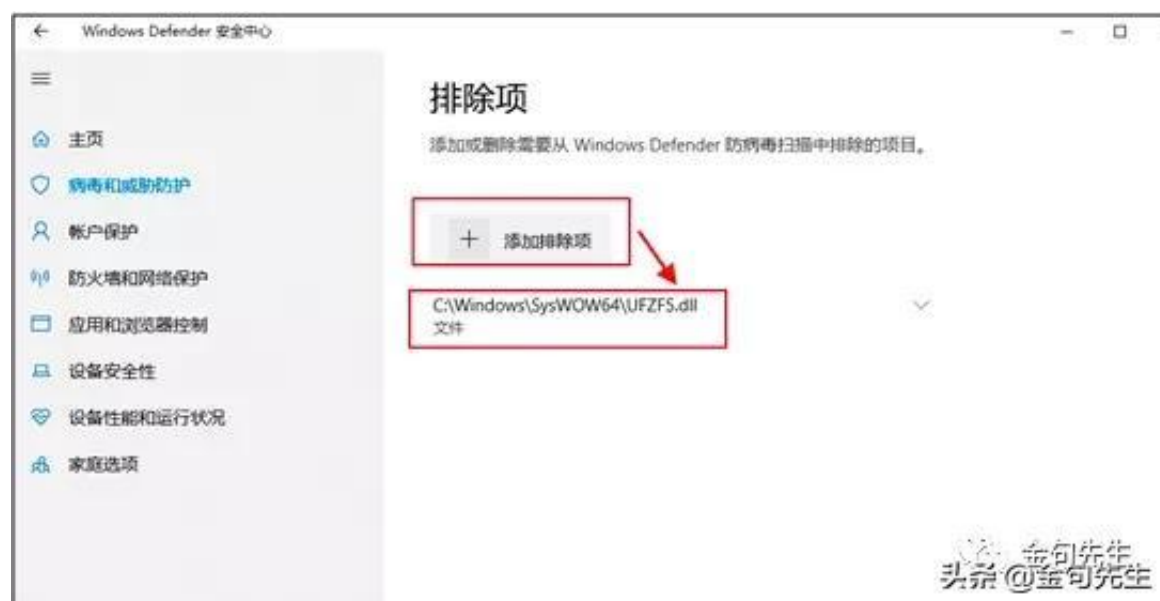 Windows Defender 安全中心
主页
病毒和威胁防护
帐户保护
防火墙和网络保护
应用和浏览器控制
设备安全性
设备性能和运行状况
家庭选项
排除项
添加或删除需要从 Windows Defender 防病毒扫描中排除的项目。
添加排除项
C:\Windows\SysWOW64\UFZFS.dll
文件
金句先生
头条@金句先生